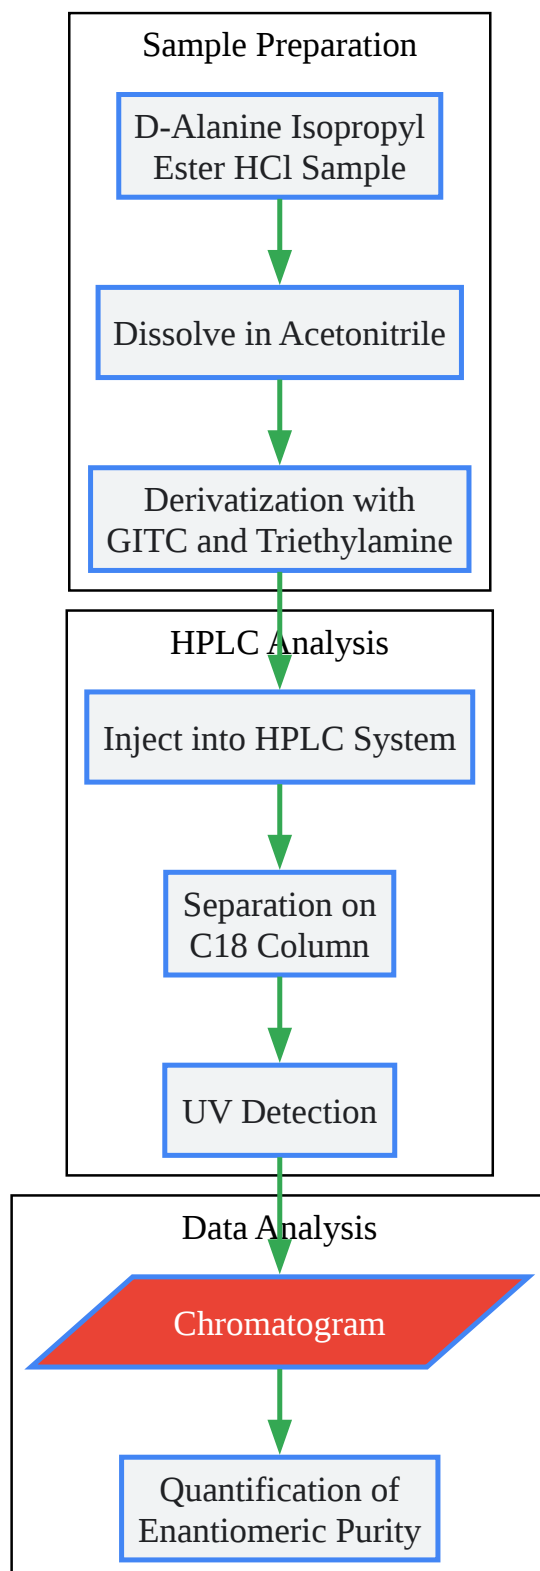 Sample Preparation
D-Alanine Isopropyl
Ester HCl Sample
Dissolve in Acetonitrile
Derivatization with
GITC and Triethylamine
HPLC Analysis
Inject into HPLC System
Separation on
C18 Column
UV Detection
Data Analysis
Chromatogram
Quantification of
Enantiomeric Purity